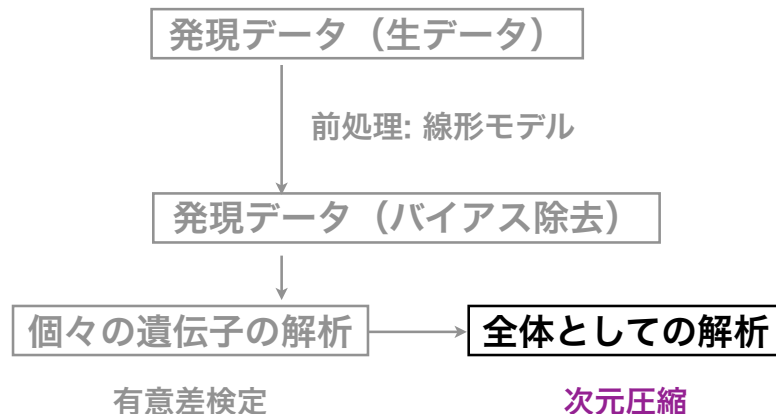 発現データ（生データ）
前処理: 線形モデル
発現データ（バイアス除去）
個々の遺伝子の解析
全体としての解析
有意差検定
次元圧縮